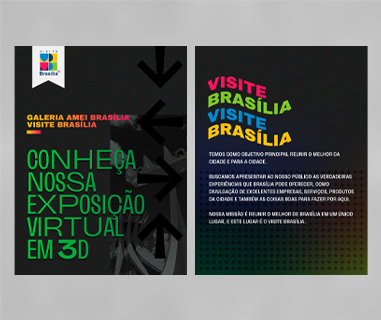 VISITE
Brasília
GALERIA AMEI BRASÍLIA
VISITE BRASÍLIA
CONHEÇA
NOSSA
EXPOSIÇÃO
VIRTUAL
EM 3D
VISITE
BRASÍLIA
VISITE
BRASÍLIA
TEMOS COMO OBJETIVO PRINCIPAL REUNIR O MELHOR DA
CIDADE E PARA A CIDADE.
BUSCAMOS APRESENTAR AO NOSSO PÚBLICO AS VERDADEIRAS
EXPERIÊNCIAS QUE BRASÍLIA PODE OFERECER, COMO
DIVULGAÇÃO DE EXCELENTES EMPRESAS, SERVIÇOS, PRODUTOS
DA CIDADE E TAMBÉM AS COISAS BOAS PARA FAZER POR AQUI.
NOSSA MISSÃO É REUNIR O MELHOR DE BRASÍLIA EM UM ÚNICO
LUGAR, E ESTE LUGAR É O VISITE BRASÍLIA.